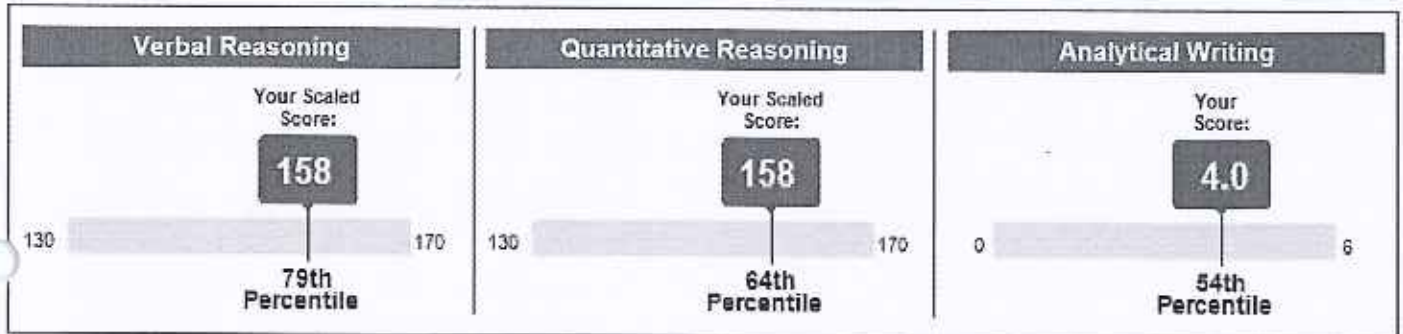 Verbal Reasoning
Your Scaled
Score:
158
130
170
79th
Percentile
Quantitative Reasoning
Your Scaled
Score:
158
130
170
64th
Percentile
Analytical Writing
Your
Score:
4.0
0
6
54th
Percentile